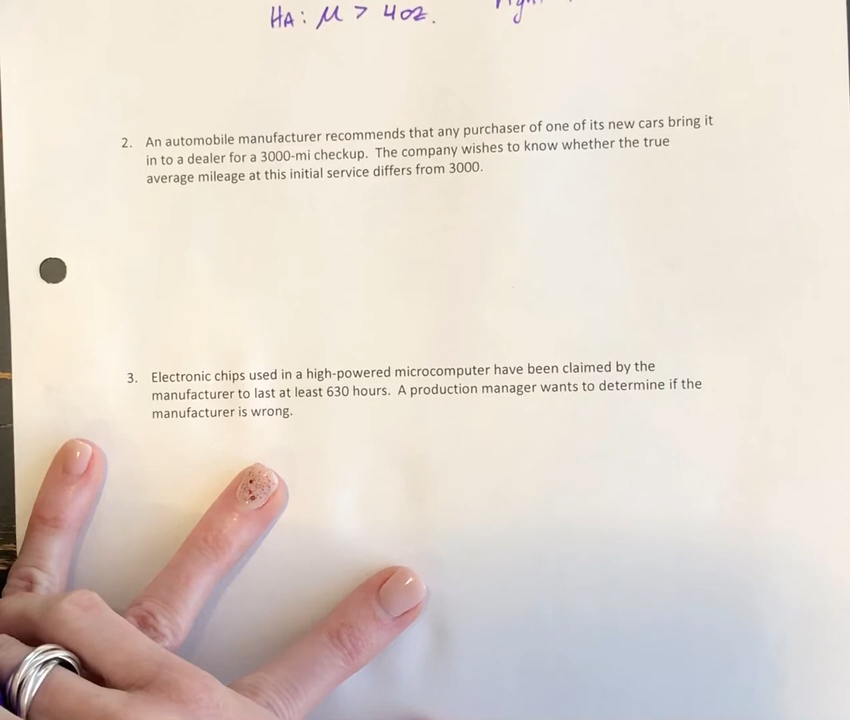 HA: μ > 4oz.
2. An automobile manufacturer recommends that any purchaser of one of its new cars bring it
in to a dealer for a 3000-mi checkup. The company wishes to know whether the true
average mileage at this initial service differs from 3000.
3. Electronic chips used in a high-powered microcomputer have been claimed by the
manufacturer to last at least 630 hours. A production manager wants to determine if the
manufacturer is wrong.